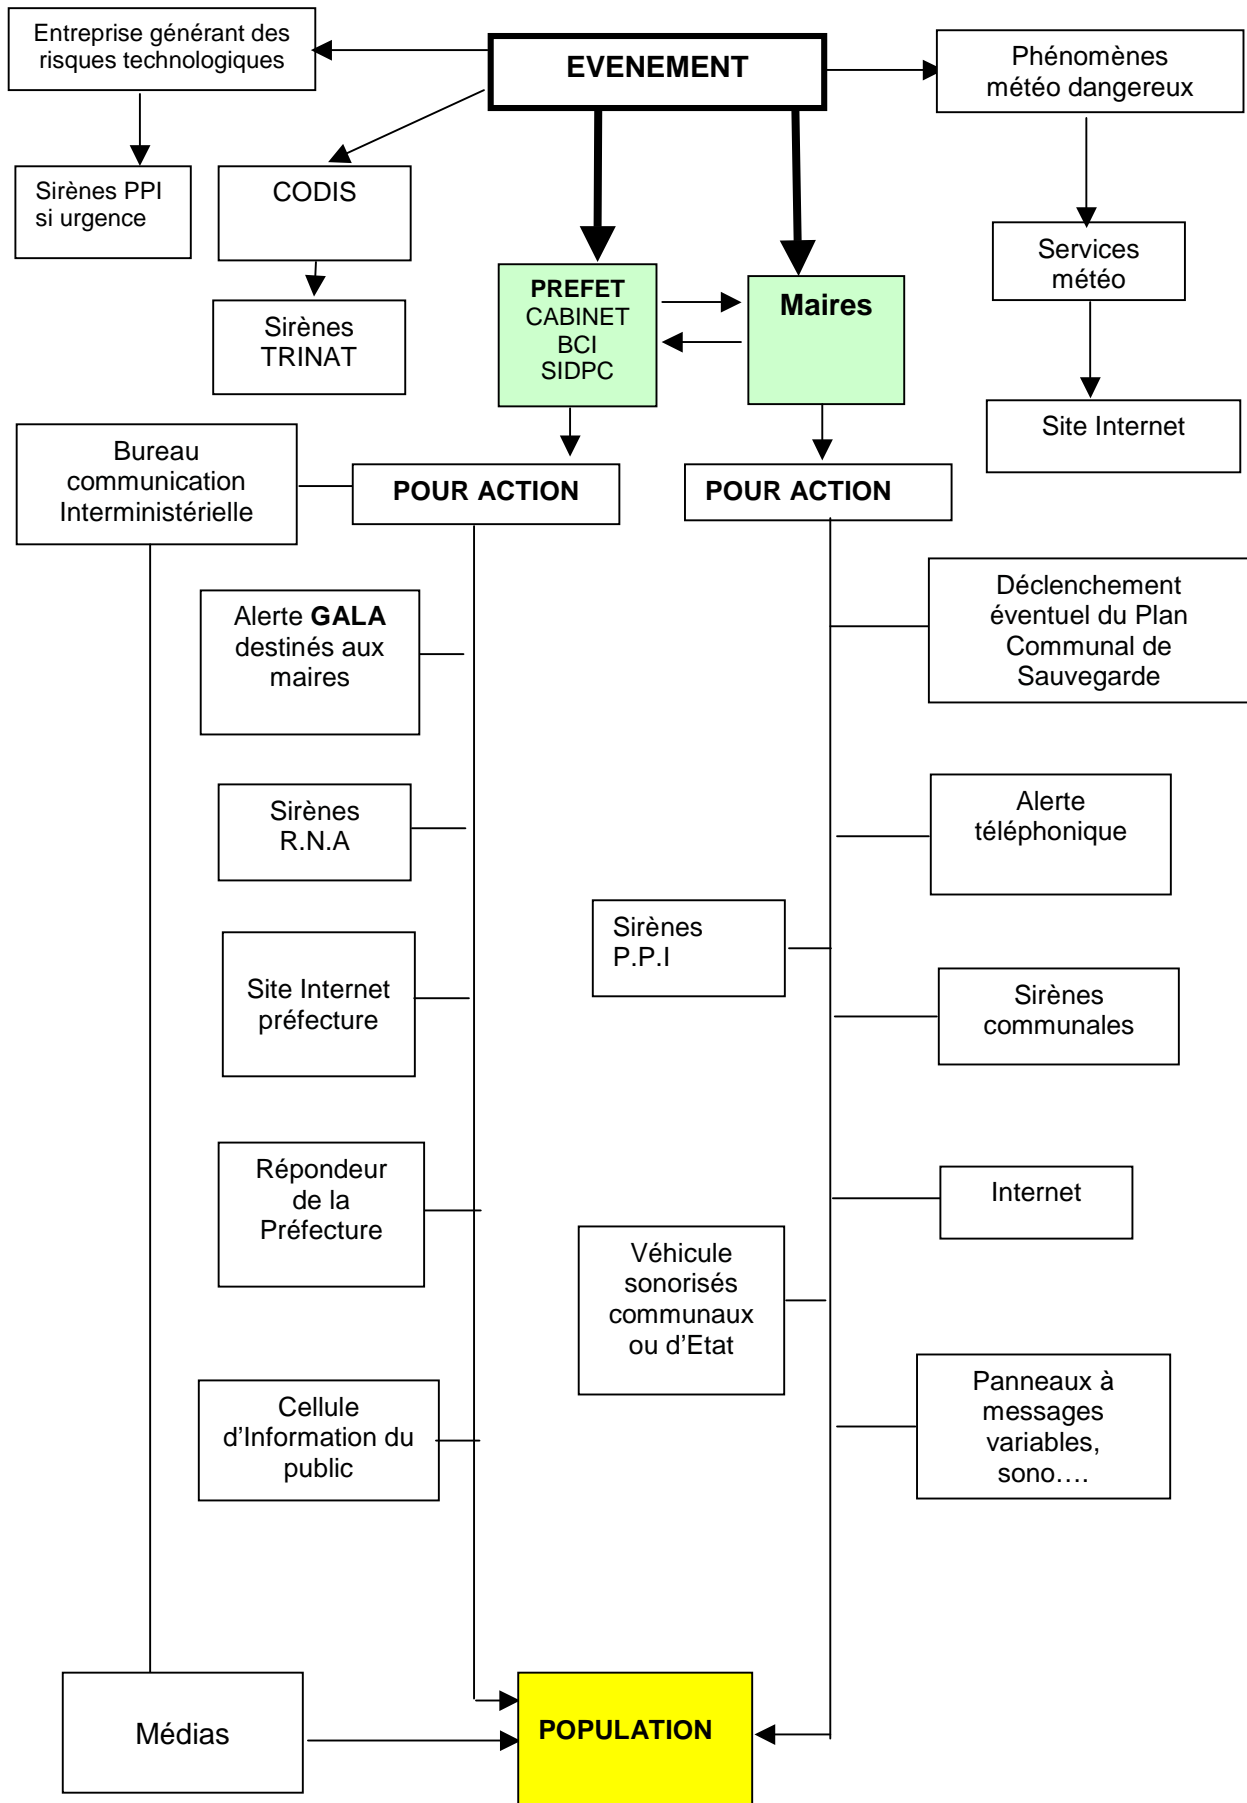 Entreprise générant des
risques technologiques
EVENEMENT
Phénomènes
météo dangereux
Sirènes PPI
si urgence
CODIS
Services
météo
PREFET
CABINET
BCI
SIDPC
Maires
Sirènes
TRINAT
Site Internet
Bureau
communication
Interministérielle
POUR ACTION
POUR ACTION
Alerte GALA
destinés aux
maires
Déclenchement
éventuel du Plan
Communal de
Sauvegarde
Sirènes
R.N.A
Alerte
téléphonique
Sirènes
P.P.I
Site Internet
préfecture
Sirènes
communales
Répondeur
de la
Préfecture
Internet
Véhicule
sonorisés
communaux
ou d’Etat
Cellule
d’Information du
public
Panneaux à
messages
variables,
sono….
Médias
POPULATION